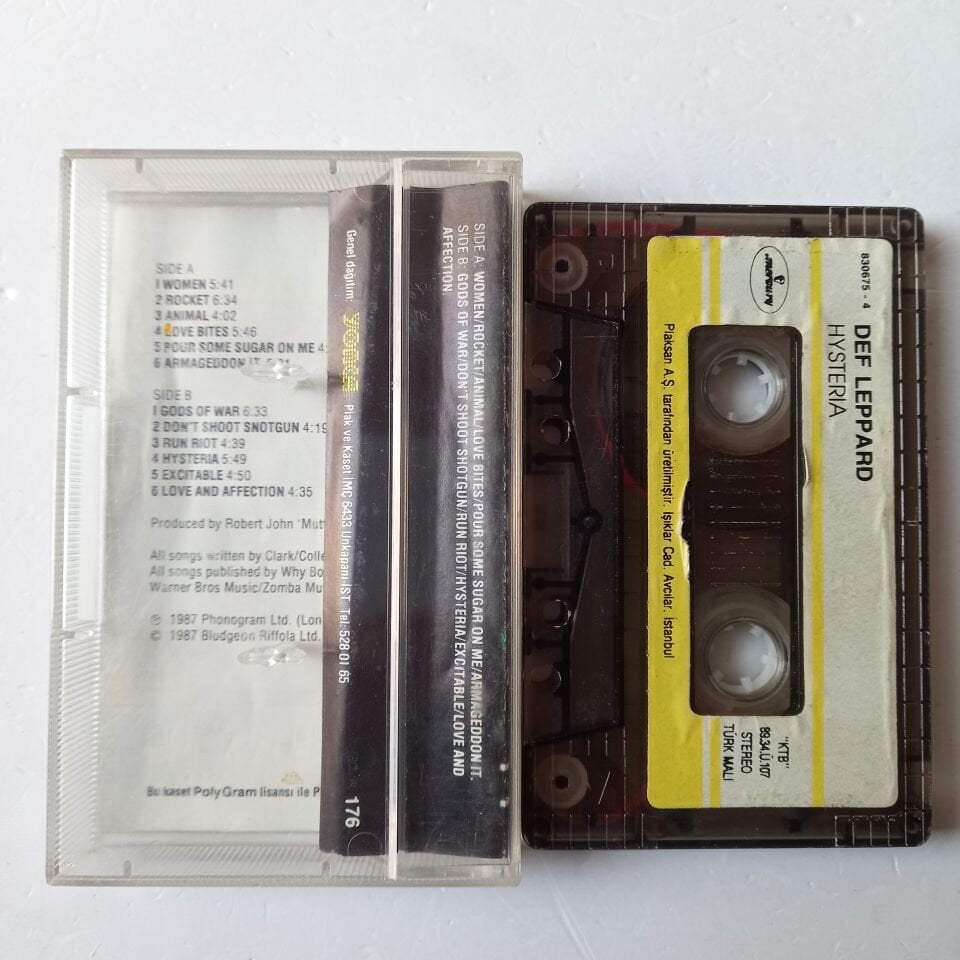 SIDE A
1 WOMEN 5:41
2 ROCKET 6:34
3 ANIMAL 4:02
4 LOVE BITES 5:46
5 POUR SOME SUGAR ON ME 4:
6 ARMAGEDDON IT
SIDE B
1 GODS OF WAR 6:33
2 DON'T SHOOT SNOTGUN 4:19
3 RUN RIOT 4:39
4 HYSTERIA 5:49
5 EXCITABLE 4:50
6 LOVE AND AFFECTION 4:35
Produced by Robert John 'Mutt
All songs written by Clark/Colle
All songs published by Why Bo
Warner Bros Music/Zomba Mu
℗ 1987 Phonogram Ltd. (Lon
© 1987 Bludgeon Riffola Ltd.
Bu kaset PolyGram lisansı ile P
Genel dağıtım: Plak ve Kaset İMC 6433 Unkapanı İST. Tel: 528 01 65
176
SIDE A: WOMEN/ROCKET/ANIMAL/LOVE BITES/POUR SOME SUGAR ON ME/ARMAGEDDON IT.
SIDE B: GODS OF WAR/DON'T SHOOT SHOTGUN/RUN RIOT/HYSTERIA/EXCITABLE/LOVE AND
AFFECTION.
830675 - 4
DEF LEPPARD
HYSTERIA
mercury
"KTB"
89.34.Ü.107
STEREO
TÜRK MALI
Plaksan A.Ş. tarafından üretilmiştir. Işıklar Cad. Avcılar. İstanbul